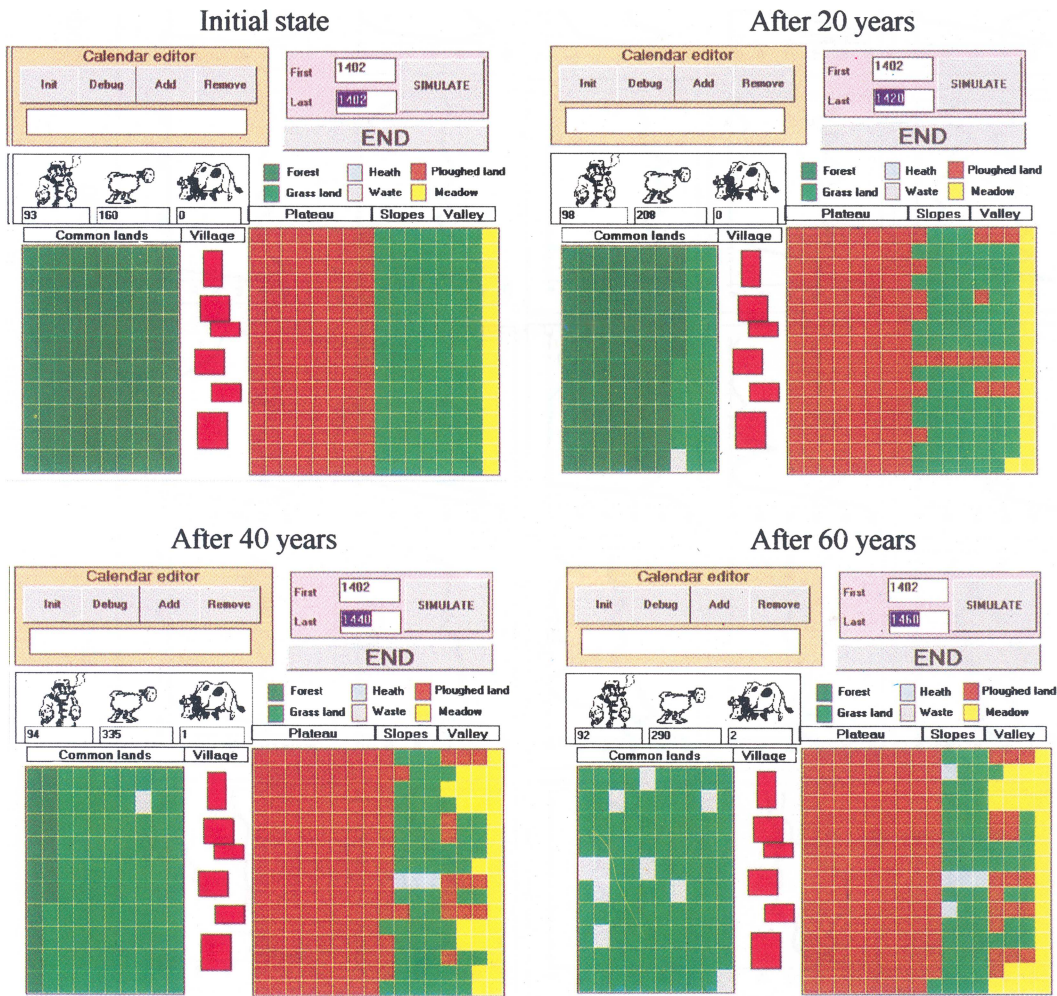 Initial state
Calendar editor
Init Debug Add Remove
First 1402
Last 1402
SIMULATE
END
93 160 0
Forest Heath Ploughed land
Grass land Waste Meadow
Plateau Slopes Valley
Common lands Village
After 20 years
Calendar editor
Init Debug Add Remove
First 1402
Last 1420
SIMULATE
END
98 208 0
Forest Heath Ploughed land
Grass land Waste Meadow
Plateau Slopes Valley
Common lands Village
After 40 years
Calendar editor
Init Debug Add Remove
First 1402
Last 1440
SIMULATE
END
94 335 1
Forest Heath Ploughed land
Grass land Waste Meadow
Plateau Slopes Valley
Common lands Village
After 60 years
Calendar editor
Init Debug Add Remove
First 1402
Last 1460
SIMULATE
END
92 290 2
Forest Heath Ploughed land
Grass land Waste Meadow
Plateau Slopes Valley
Common lands Village